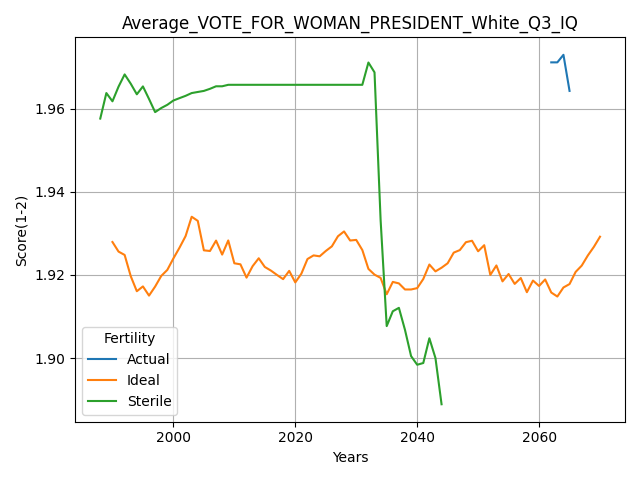 Average_VOTE_FOR_WOMAN_PRESIDENT_White_Q3_IQ
Score(1-2)
1.96
1.94
1.92
1.90
Fertility
Actual
Ideal
Sterile
2000
2020
2040
2060
Years